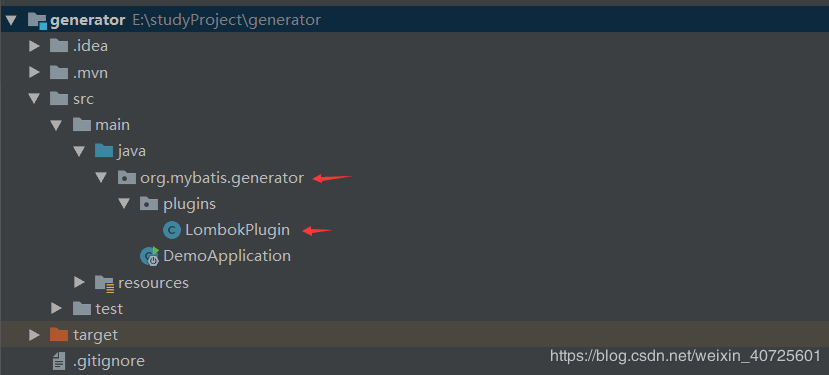 generator E:\studyProject\generator
.idea
.mvn
src
main
java
org.mybatis.generator
plugins
LombokPlugin
DemoApplication
resources
test
target
.gitignore
https://blog.csdn.net/weixin_40725601